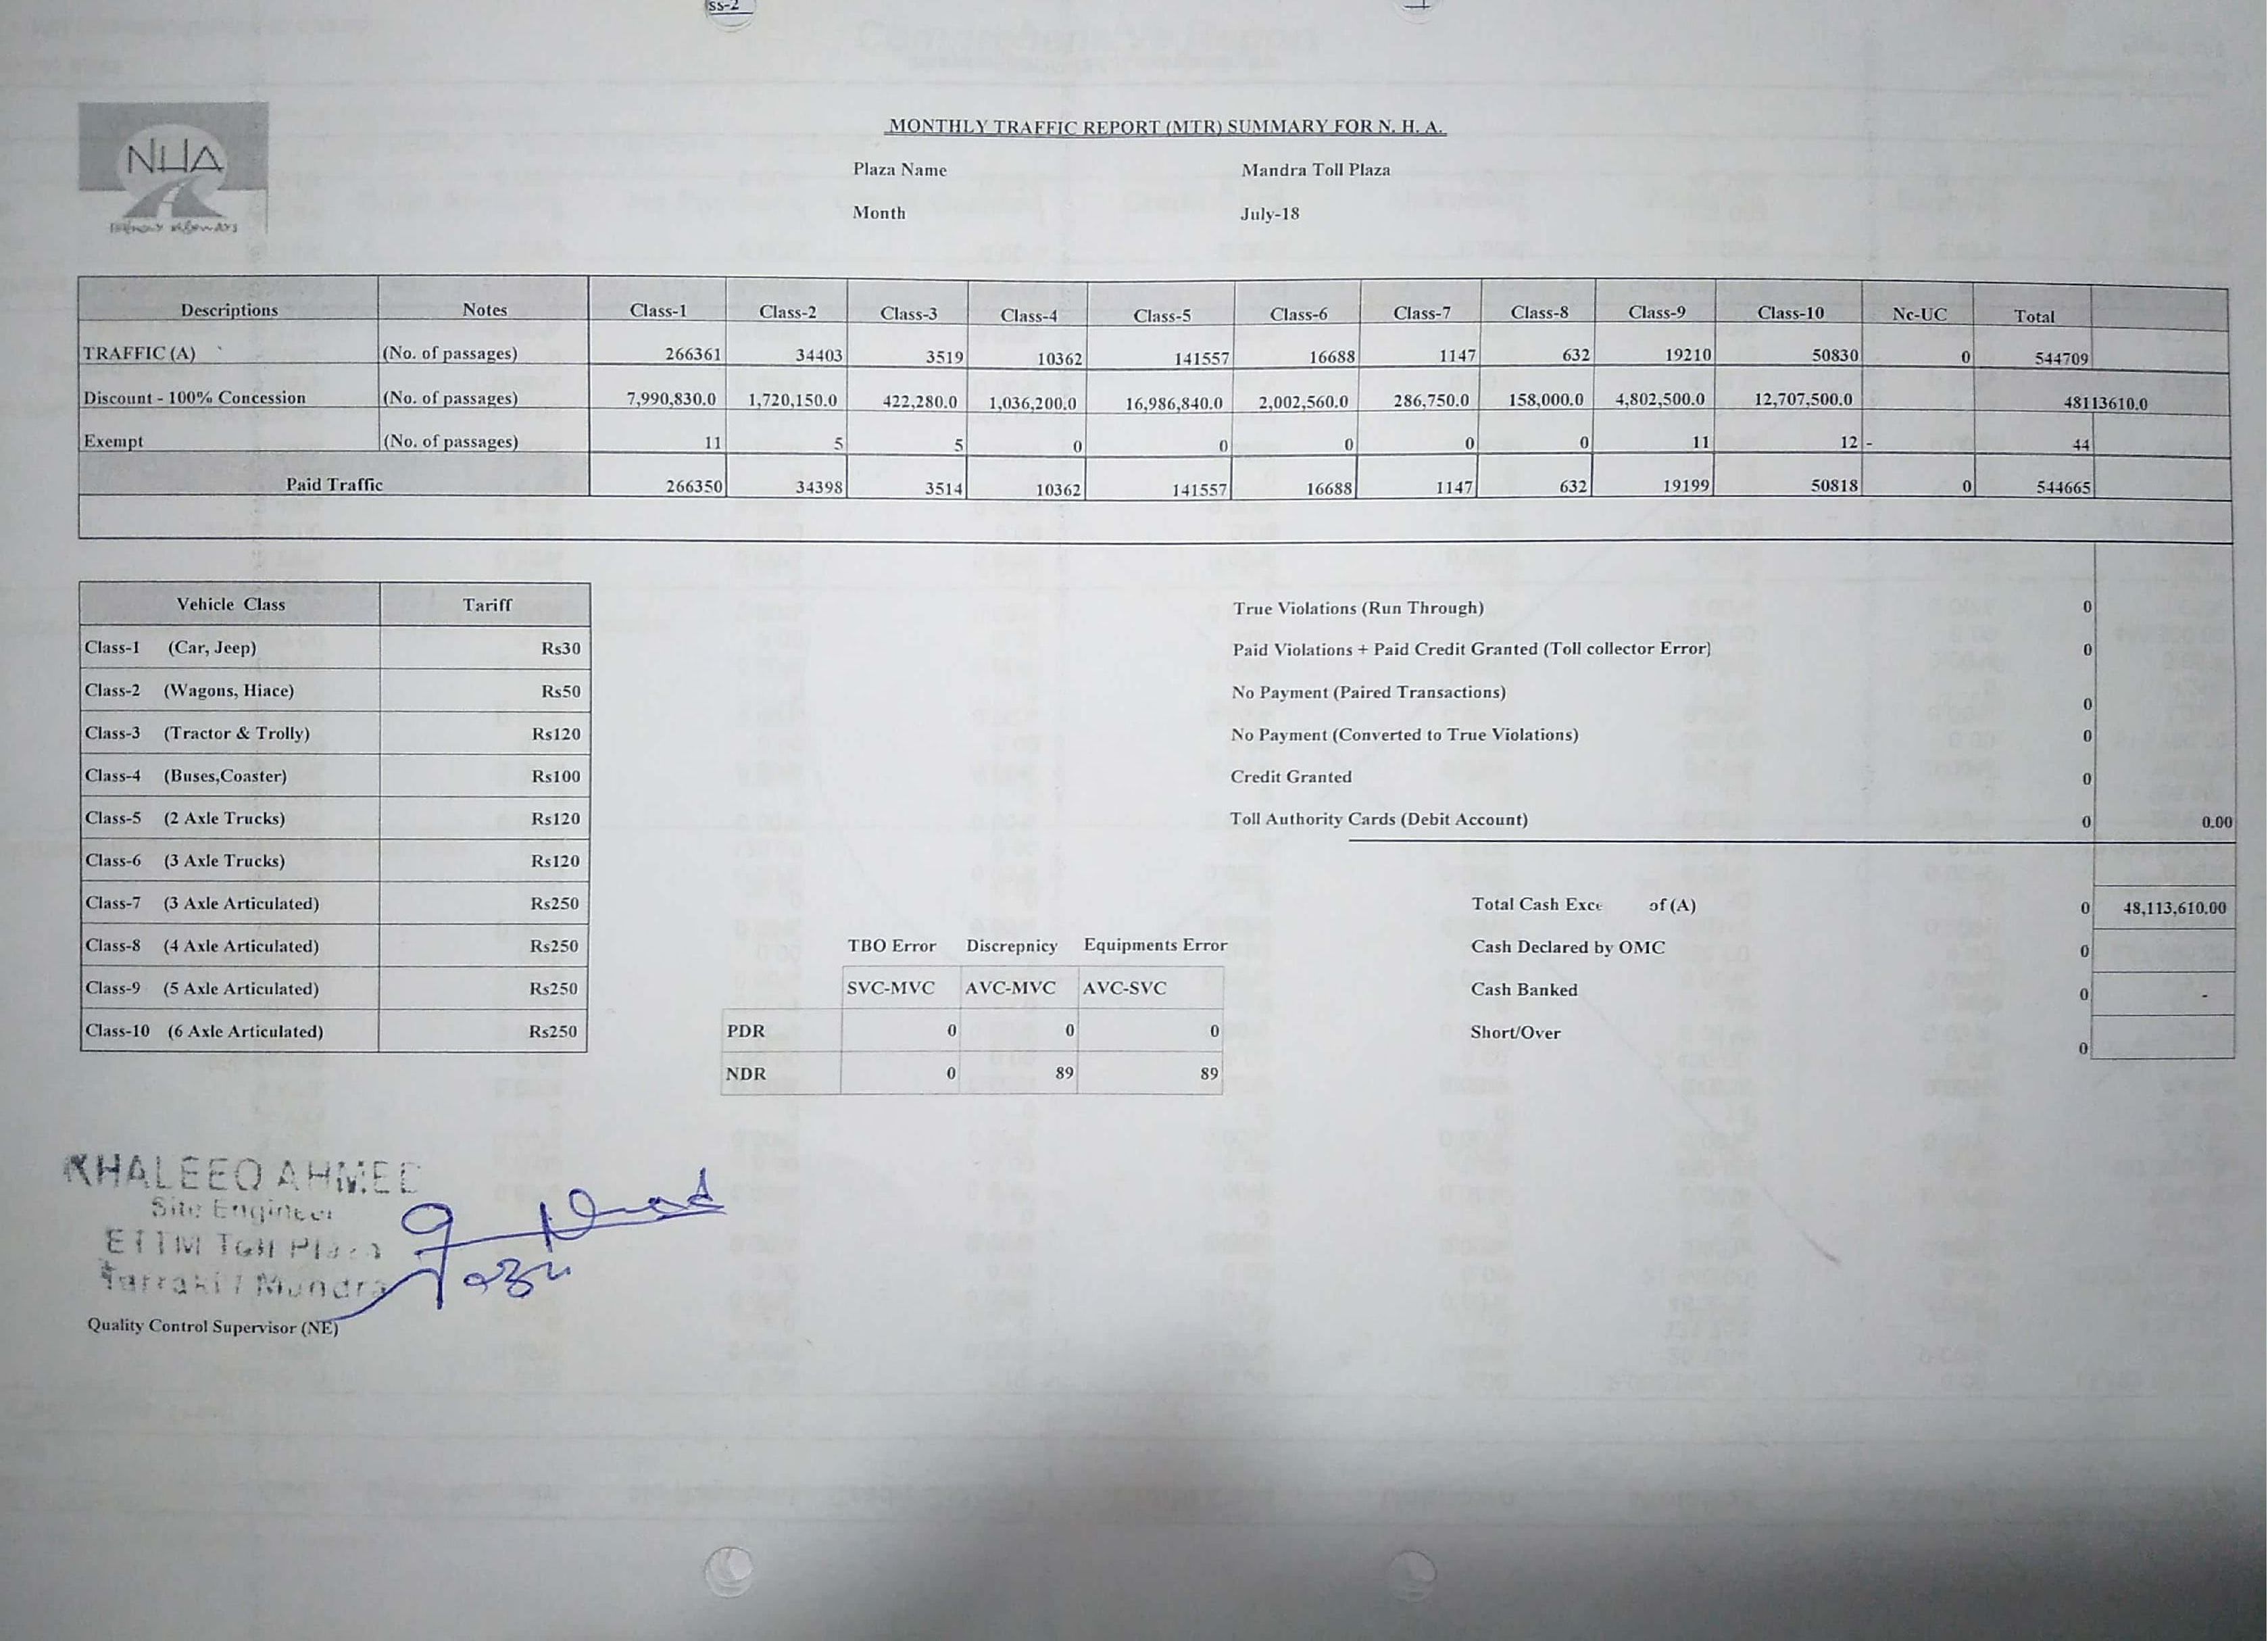 ss-2
MONTHLY TRAFFIC REPORT (MTR) SUMMARY FOR N. H. A.
NHA
Plaza Name Mandra Toll Plaza
Month July-18
Descriptions Notes Class-1 Class-2 Class-3 Class-4 Class-5 Class-6 Class-7 Class-8 Class-9 Class-10 Nc-UC Total
TRAFFIC (A) (No. of passages) 266361 34403 3519 10362 141557 16688 1147 632 19210 50830 0 544709
Discount - 100% Concession (No. of passages) 7,990,830.0 1,720,150.0 422,280.0 1,036,200.0 16,986,840.0 2,002,560.0 286,750.0 158,000.0 4,802,500.0 12,707,500.0 48113610.0
Exempt (No. of passages) 11 5 5 0 0 0 0 0 11 12 - 44
Paid Traffic 266350 34398 3514 10362 141557 16688 1147 632 19199 50818 0 544665
Vehicle Class Tariff
Class-1 (Car, Jeep) Rs30
Class-2 (Wagons, Hiace) Rs50
Class-3 (Tractor & Trolly) Rs120
Class-4 (Buses,Coaster) Rs100
Class-5 (2 Axle Trucks) Rs120
Class-6 (3 Axle Trucks) Rs120
Class-7 (3 Axle Articulated) Rs250
Class-8 (4 Axle Articulated) Rs250
Class-9 (5 Axle Articulated) Rs250
Class-10 (6 Axle Articulated) Rs250
True Violations (Run Through) 0
Paid Violations + Paid Credit Granted (Toll collector Error) 0
No Payment (Paired Transactions) 0
No Payment (Converted to True Violations) 0
Credit Granted 0
Toll Authority Cards (Debit Account) 0 0.00
Total Cash Exce of (A) 0 48,113,610.00
Cash Declared by OMC 0
Cash Banked 0 -
Short/Over 0
TBO Error Discrepnicy Equipments Error
SVC-MVC AVC-MVC AVC-SVC
PDR 0 0 0
NDR 0 89 89
KHALEEQ AHMED
Site Engineer
ETTM Toll Plaza
Tarraki / Mandra
Quality Control Supervisor (NE)